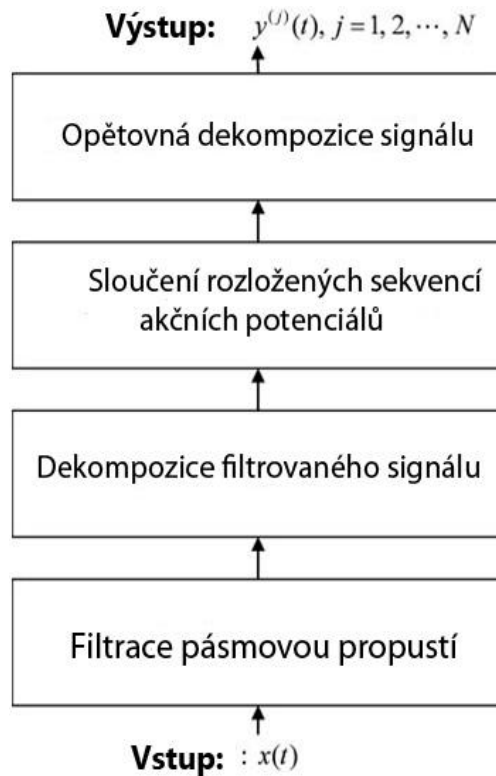 Výstup: y^(j)(t), j = 1, 2, ⋯, N
Opětovná dekompozice signálu
Sloučení rozložených sekvencí
akčních potenciálů
Dekompozice filtrovaného signálu
Filtrace pásmovou propustí
Vstup: : x(t)